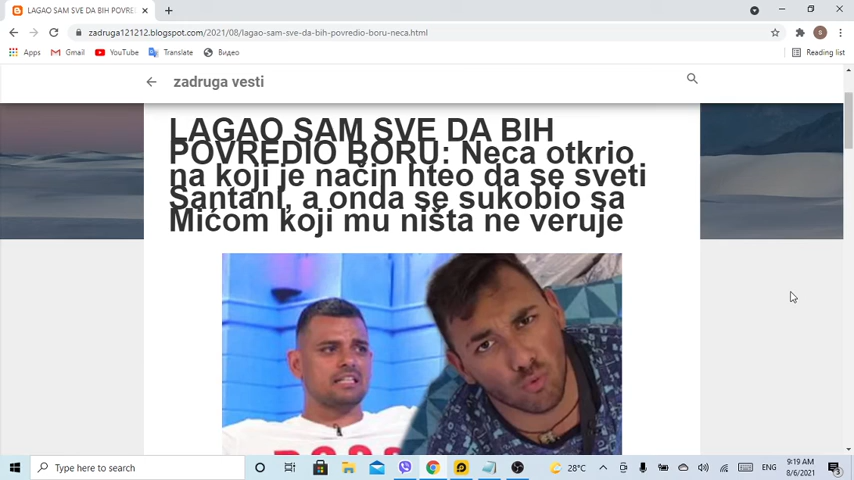 LAGAO SAM SVE DA BIH POVRE
zadruga121212.blogspot.com/2021/08/lagao-sam-sve-da-bih-povredio-boru-neca.html
S
Apps
Gmail
YouTube
Translate
Видео
Reading list
zadruga vesti
LAGAO SAM SVE DA BIH
POVREDIO BORU: Neca otkrio
na koji je način hteo da se sveti
Santani, a onda se sukobio sa
Mićom koji mu ništa ne veruje
Type here to search
28°C
ENG
9:19 AM
8/6/2021
3